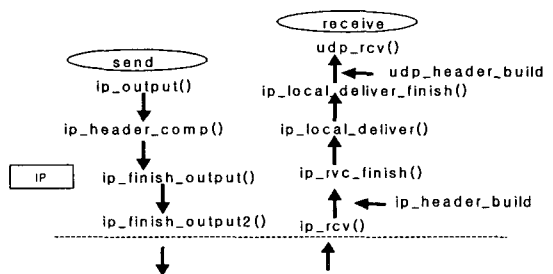 receive
udp_rcv()
send
udp_header_build
ip_output()
ip_local_deliver_finish()
ip_header_comp()
ip_local_deliver()
IP
ip_finish_output()
ip_rvc_finish()
ip_header_build
ip_finish_output2()
ip_rcv()